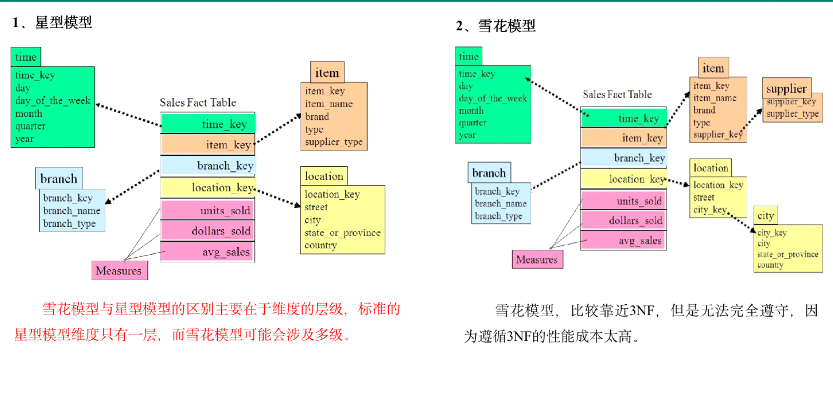 1、星型模型
time
time_key
day
day_of_the_week
month
quarter
year
Sales Fact Table
time_key
item_key
branch_key
location_key
units_sold
dollars_sold
avg_sales
item
item_key
item_name
brand
type
supplier_type
branch
branch_key
branch_name
branch_type
location
location_key
street
city
state_or_province
country
Measures
雪花模型与星型模型的区别主要在于维度的层级，标准的
星型模型维度只有一层，而雪花模型可能会涉及多级。
2、雪花模型
time
time_key
day
day_of_the_week
month
quarter
year
Sales Fact Table
time_key
item_key
branch_key
location_key
units_sold
dollars_sold
avg_sales
item
item_key
item_name
brand
type
supplier_key
supplier
supplier_key
supplier_type
branch
branch_key
branch_name
branch_type
location
location_key
street
city_key
city
city_key
city
state_or_province
country
Measures
雪花模型，比较靠近3NF，但是无法完全遵守，因
为遵循3NF的性能成本太高。